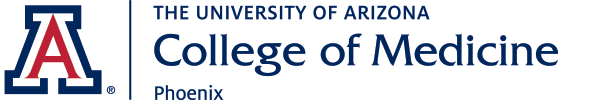 A®
THE UNIVERSITY OF ARIZONA
College of Medicine
Phoenix